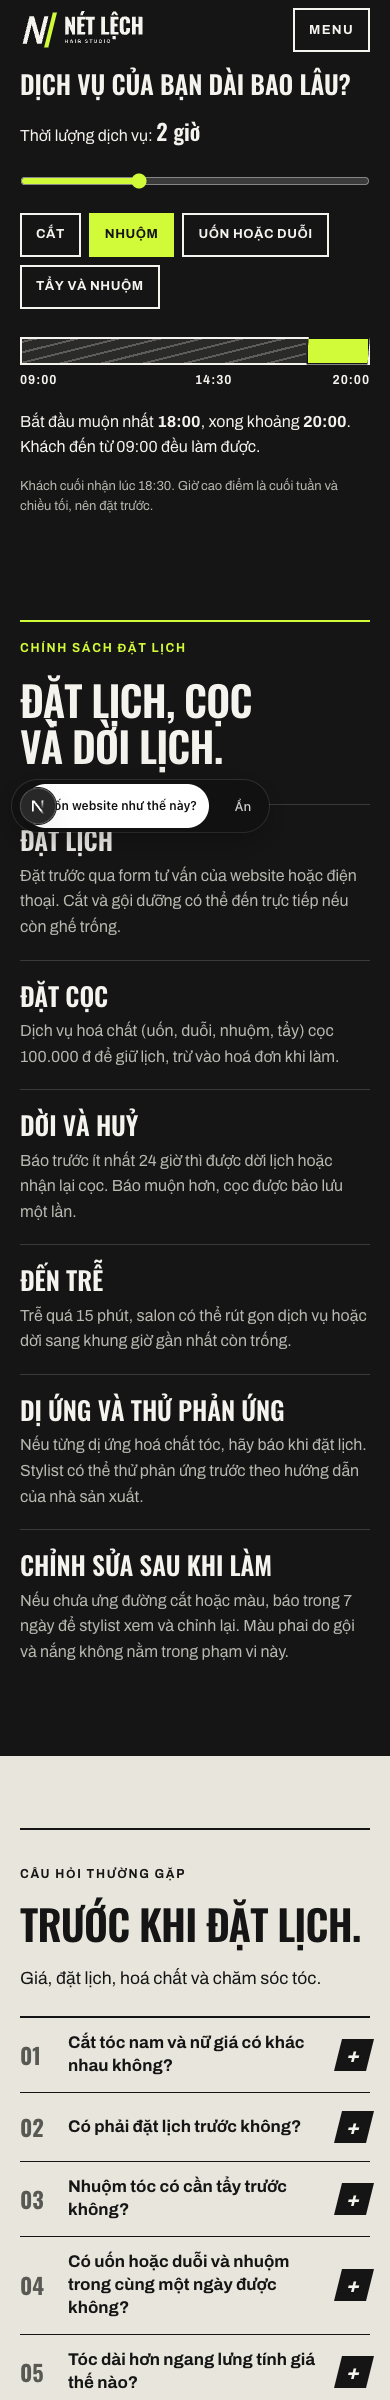 NÉT LỆCH
HAIR STUDIO
MENU
DỊCH VỤ CỦA BẠN DÀI BAO LÂU?
Thời lượng dịch vụ: 2 giờ
CẮT
NHUỘM
UỐN HOẶC DUỖI
TẨY VÀ NHUỘM
09:00
14:30
20:00
Bắt đầu muộn nhất 18:00, xong khoảng 20:00.
Khách đến từ 09:00 đều làm được.
Khách cuối nhận lúc 18:30. Giờ cao điểm là cuối tuần và
chiều tối, nên đặt trước.
CHÍNH SÁCH ĐẶT LỊCH
ĐẶT LỊCH, CỌC
VÀ DỜI LỊCH.
N
website như thế này?
Ẩn
ĐẶT LỊCH
Đặt trước qua form tư vấn của website hoặc điện
thoại. Cắt và gội dưỡng có thể đến trực tiếp nếu
còn ghế trống.
ĐẶT CỌC
Dịch vụ hoá chất (uốn, duỗi, nhuộm, tẩy) cọc
100.000 đ để giữ lịch, trừ vào hoá đơn khi làm.
DỜI VÀ HUỶ
Báo trước ít nhất 24 giờ thì được dời lịch hoặc
nhận lại cọc. Báo muộn hơn, cọc được bảo lưu
một lần.
ĐẾN TRỄ
Trễ quá 15 phút, salon có thể rút gọn dịch vụ hoặc
dời sang khung giờ gần nhất còn trống.
DỊ ỨNG VÀ THỬ PHẢN ỨNG
Nếu từng dị ứng hoá chất tóc, hãy báo khi đặt lịch.
Stylist có thể thử phản ứng trước theo hướng dẫn
của nhà sản xuất.
CHỈNH SỬA SAU KHI LÀM
Nếu chưa ưng đường cắt hoặc màu, báo trong 7
ngày để stylist xem và chỉnh lại. Màu phai do gội
và nắng không nằm trong phạm vi này.
CÂU HỎI THƯỜNG GẶP
TRƯỚC KHI ĐẶT LỊCH.
Giá, đặt lịch, hoá chất và chăm sóc tóc.
01
Cắt tóc nam và nữ giá có khác
nhau không?
+
02
Có phải đặt lịch trước không?
+
03
Nhuộm tóc có cần tẩy trước
không?
+
04
Có uốn hoặc duỗi và nhuộm
trong cùng một ngày được
không?
+
05
Tóc dài hơn ngang lưng tính giá
thế nào?
+